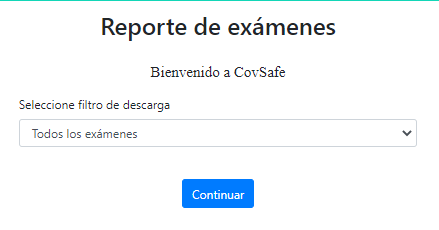 Reporte de exámenes
Bienvenido a CovSafe
Seleccione filtro de descarga
Todos los exámenes
Continuar